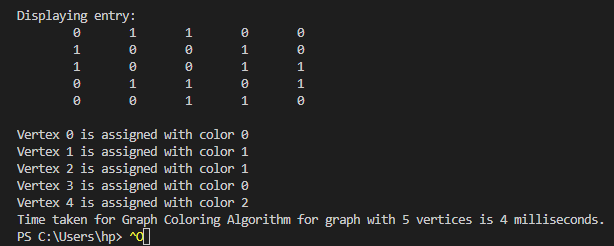 Displaying entry:
0 1 1 0 0
1 0 0 1 0
1 0 0 1 1
0 1 1 0 1
0 0 1 1 0
Vertex 0 is assigned with color 0
Vertex 1 is assigned with color 1
Vertex 2 is assigned with color 1
Vertex 3 is assigned with color 0
Vertex 4 is assigned with color 2
Time taken for Graph Coloring Algorithm for graph with 5 vertices is 4 milliseconds.
PS C:\Users\hp> ^O